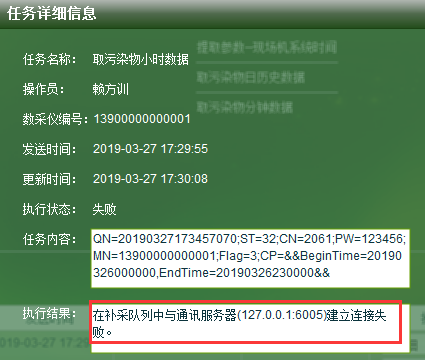 任务详细信息
提取参数-现场机系统时间
任务名称： 取污染物小时数据
取污染物日历史数据
操作员： 赖方训
取污染物分钟数据
数采仪编号：13900000000001
发送时间： 2019-03-27 17:29:55
更新时间： 2019-03-27 17:30:08
执行状态： 失败
任务内容： QN=20190327173457070;ST=32;CN=2061;PW=123456;
MN=13900000000001;Flag=3;CP=&&BeginTime=20190
326000000,EndTime=20190326230000&&
执行结果： 在补采队列中与通讯服务器(127.0.0.1:6005)建立连接失
败。